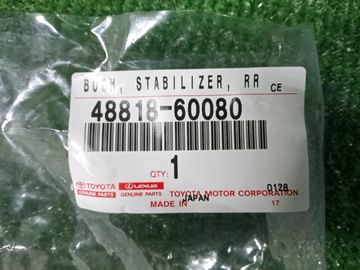 BUSH, STABILIZER, RR CE
48818-60080
QTY: 1
TOYOTA LEXUS TOYOTA MOTOR CORPORATION 0128
GENUINE PARTS GENUINE PARTS
MADE IN JAPAN 17